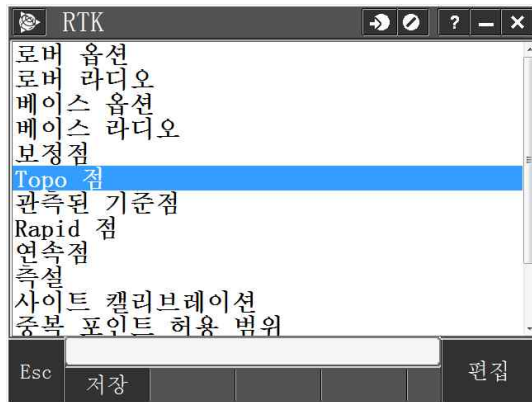 RTK
? – ×
로버 옵션
로버 라디오
베이스 옵션
베이스 라디오
보정점
Topo 점
관측된 기준점
Rapid 점
연속점
측설
사이트 캘리브레이션
중복 포인트 허용 범위
Esc
저장
편집